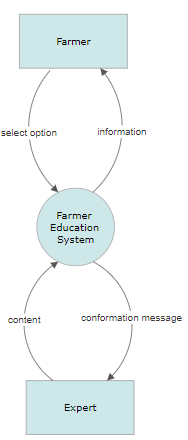 Farmer
select option
information
Farmer
Education
System
content
conformation message
Expert